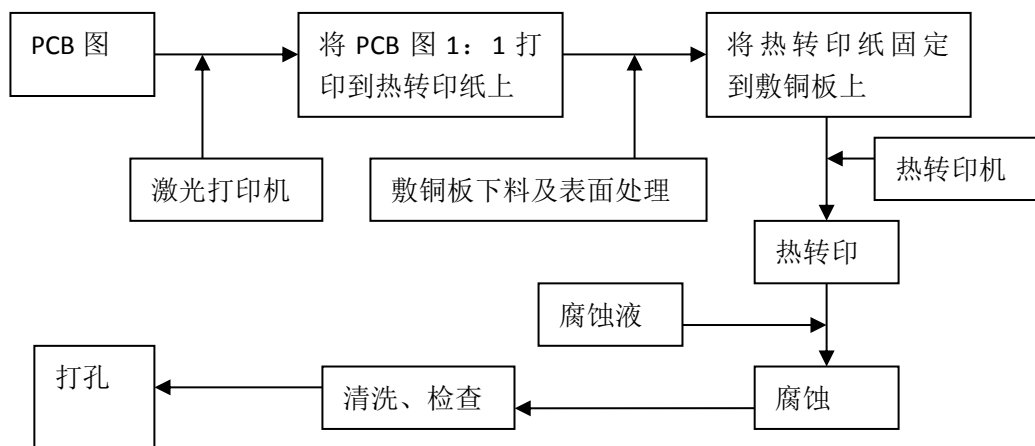 PCB 图
将 PCB 图 1：1 打
印到热转印纸上
将热转印纸固定
到敷铜板上
激光打印机
敷铜板下料及表面处理
热转印机
热转印
腐蚀液
打孔
清洗、检查
腐蚀